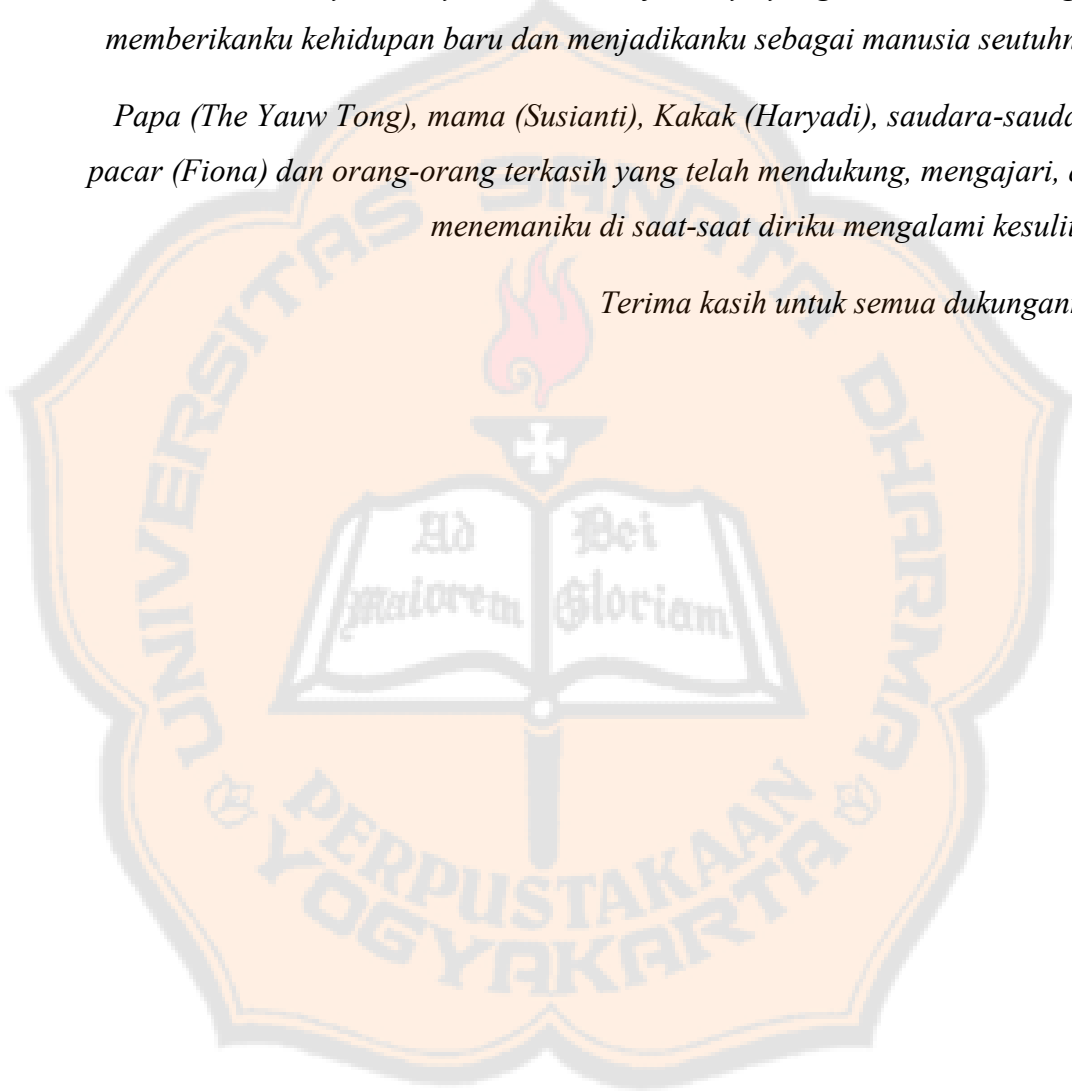 memberikanku kehidupan baru dan menjadikanku sebagai manusia
Papa (The Yauw Tong), mama (Susianti), Kakak (Haryadi),
pacar (Fiona) dan orang-orang terkasih yang telah mendukung, mengajari,
menemaniku di saat-saat diriku mengalami
Terima kasih untuk semua
UNIVERSITAS SANATA DHARMA
Ad Dei
Maiorem Gloriam
PERPUSTAKAAN
YOGYAKARTA